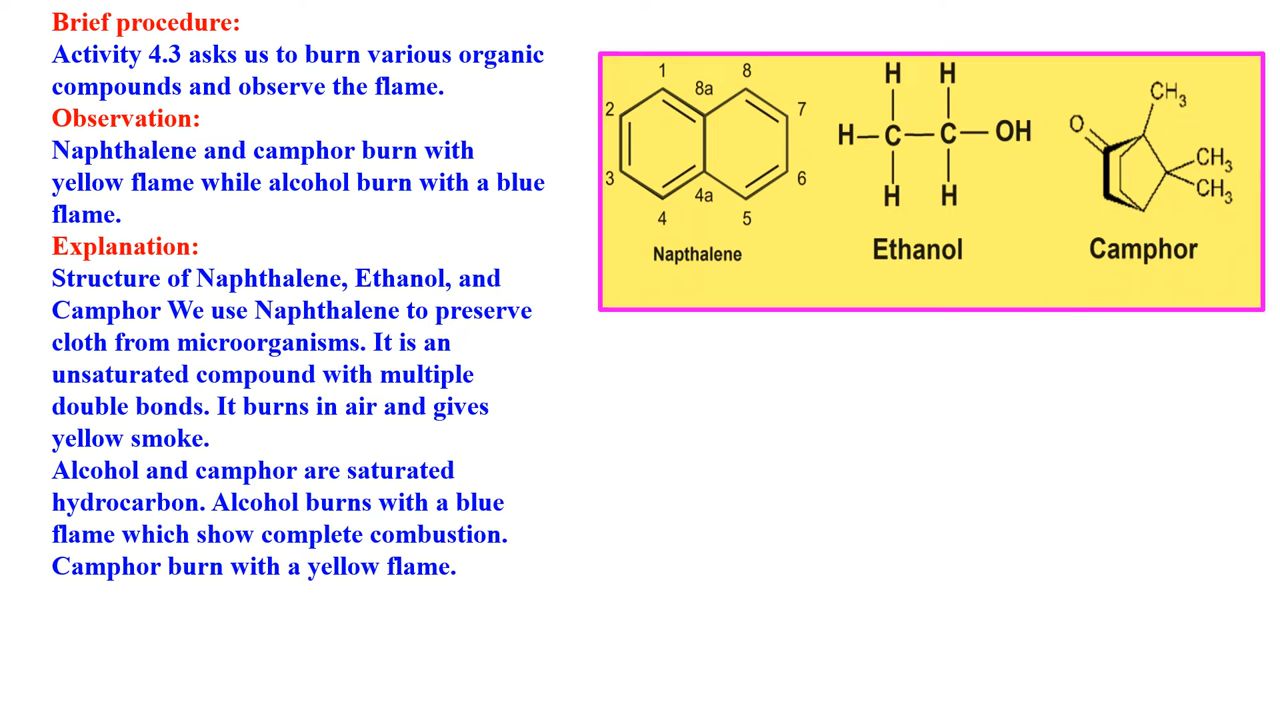 Brief procedure:
Activity 4.3 asks us to burn various organic
compounds and observe the flame.
Observation:
Naphthalene and camphor burn with
yellow flame while alcohol burn with a blue
flame.
Explanation:
Structure of Naphthalene, Ethanol, and
Camphor We use Naphthalene to preserve
cloth from microorganisms. It is an
unsaturated compound with multiple
double bonds. It burns in air and gives
yellow smoke.
Alcohol and camphor are saturated
hydrocarbon. Alcohol burns with a blue
flame which show complete combustion.
Camphor burn with a yellow flame.
1 8
8a
2 7
3 6
4a
4 5
Napthalene
H H
H C C OH
H H
Ethanol
CH3
O
CH3
CH3
Camphor